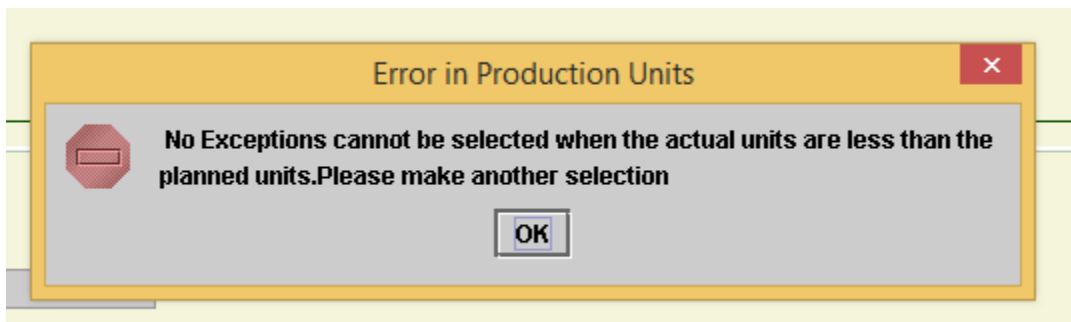 Error in Production Units
No Exceptions cannot be selected when the actual units are less than the
planned units.Please make another selection
OK